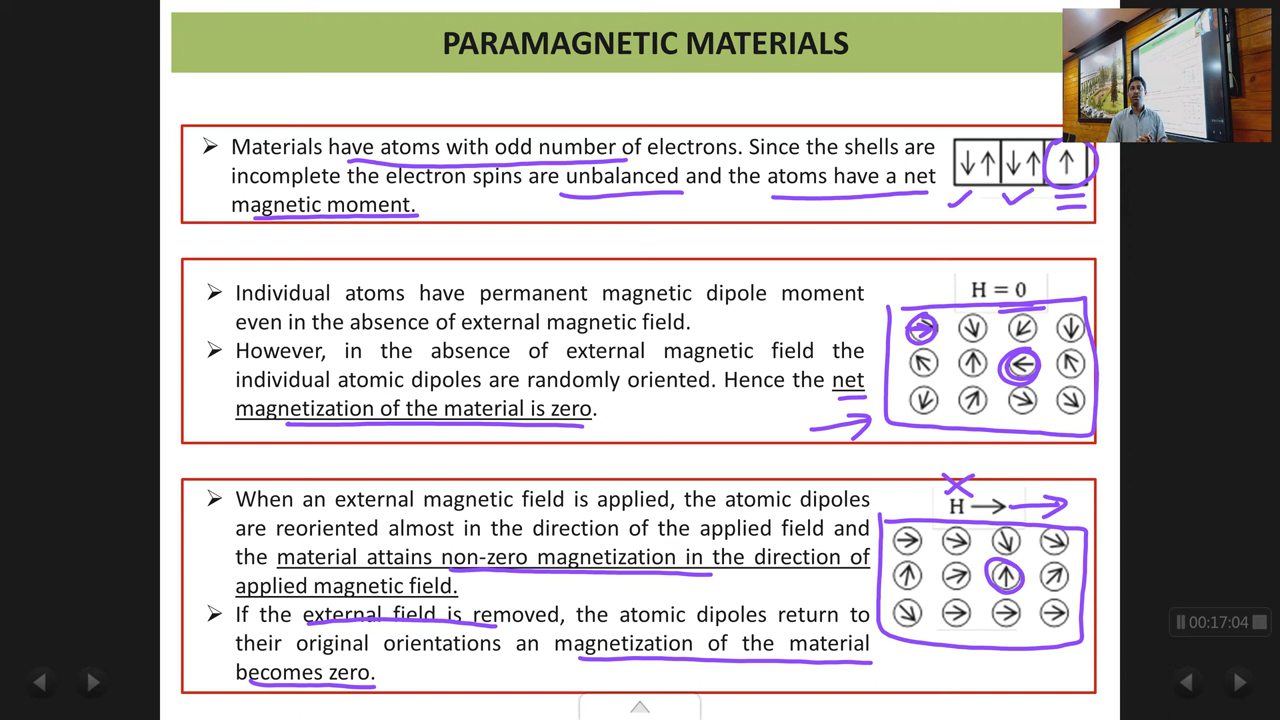 PARAMAGNETIC MATERIALS
➢ Materials have atoms with odd number of electrons. Since the shells are
incomplete the electron spins are unbalanced and the atoms have a net
magnetic moment.
➢ Individual atoms have permanent magnetic dipole moment
even in the absence of external magnetic field.
➢ However, in the absence of external magnetic field the
individual atomic dipoles are randomly oriented. Hence the net
magnetization of the material is zero.
H = 0
➢ When an external magnetic field is applied, the atomic dipoles
are reoriented almost in the direction of the applied field and
the material attains non-zero magnetization in the direction of
applied magnetic field.
➢ If the external field is removed, the atomic dipoles return to
their original orientations an magnetization of the material
becomes zero.
H →
00:17:04